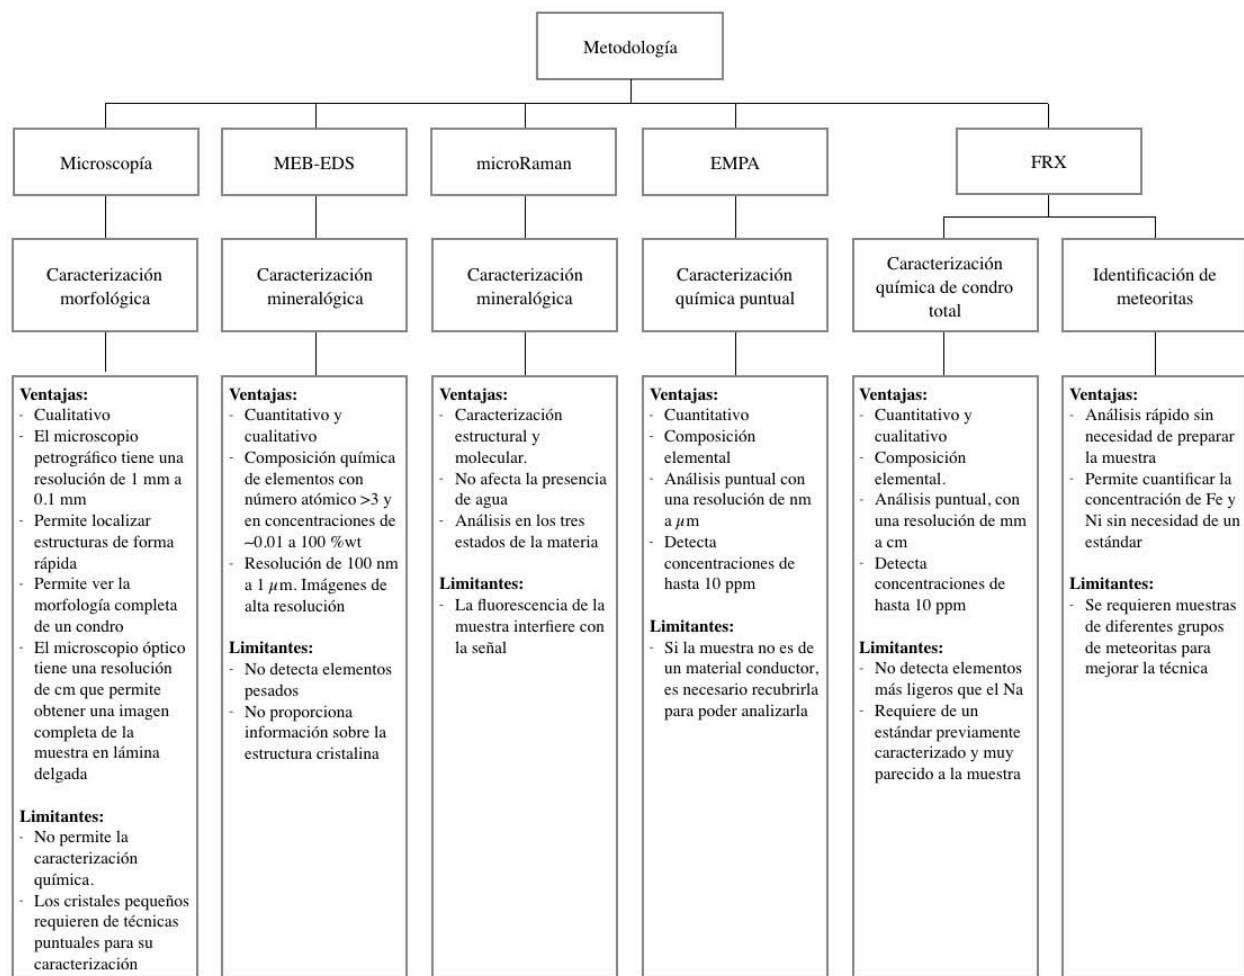 Metodología
Microscopía
MEB-EDS
microRaman
EMPA
FRX
Caracterización
morfológica
Caracterización
mineralógica
Caracterización
mineralógica
Caracterización
química puntual
Caracterización
química de condro
total
Identificación de
meteoritas
Ventajas:
- Cualitativo
- El microscopio
petrográfico tiene una
resolución de 1 mm a
0.1 mm
- Permite localizar
estructuras de forma
rápida
- Permite ver la
morfología completa
de un condro
- El microscopio óptico
tiene una resolución
de cm que permite
obtener una imagen
completa de la
muestra en lámina
delgada
Limitantes:
- No permite la
caracterización
química.
- Los cristales pequeños
requieren de técnicas
puntuales para su
caracterización
Ventajas:
- Cuantitativo y
cualitativo
- Composición química
de elementos con
número atómico >3 y
en concentraciones de
~0.01 a 100 %wt
- Resolución de 100 nm
a 1 µm. Imágenes de
alta resolución
Limitantes:
- No detecta elementos
pesados
- No proporciona
información sobre la
estructura cristalina
Ventajas:
- Caracterización
estructural y
molecular.
- No afecta la presencia
de agua
- Análisis en los tres
estados de la materia
Limitantes:
- La fluorescencia de la
muestra interfiere con
la señal
Ventajas:
- Cuantitativo
- Composición
elemental
- Análisis puntual con
una resolución de nm
a µm
- Detecta
concentraciones de
hasta 10 ppm
Limitantes:
- Si la muestra no es de
un material conductor,
es necesario recubrirla
para poder analizarla
Ventajas:
- Cuantitativo y
cualitativo
- Composición
elemental.
- Análisis puntual, con
una resolución de mm
a cm
- Detecta
concentraciones de
hasta 10 ppm
Limitantes:
- No detecta elementos
más ligeros que el Na
- Requiere de un
estándar previamente
caracterizado y muy
parecido a la muestra
Ventajas:
- Análisis rápido sin
necesidad de preparar
la muestra
- Permite cuantificar la
concentración de Fe y
Ni sin necesidad de un
estándar
Limitantes:
- Se requieren muestras
de diferentes grupos
de meteoritas para
mejorar la técnica